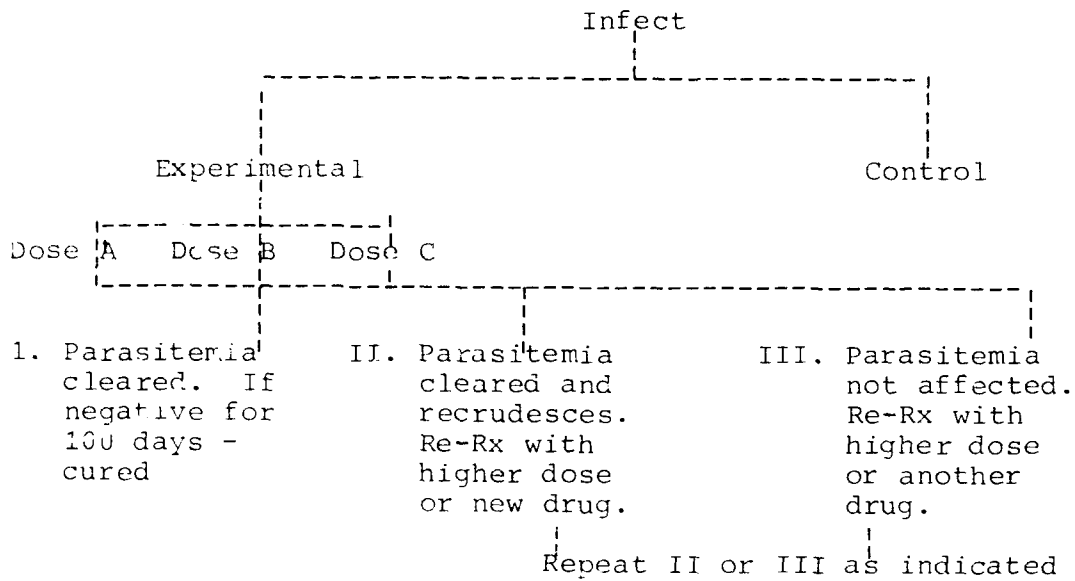 Infect
Experimental Control
Dose A Dose B Dose C
1. Parasitemia II. Parasitemia III. Parasitemia
cleared. If cleared and not affected.
negative for recrudesces. Re-Rx with
100 days - Re-Rx with higher dose
cured higher dose or another
or new drug. drug.
Repeat II or III as indicated